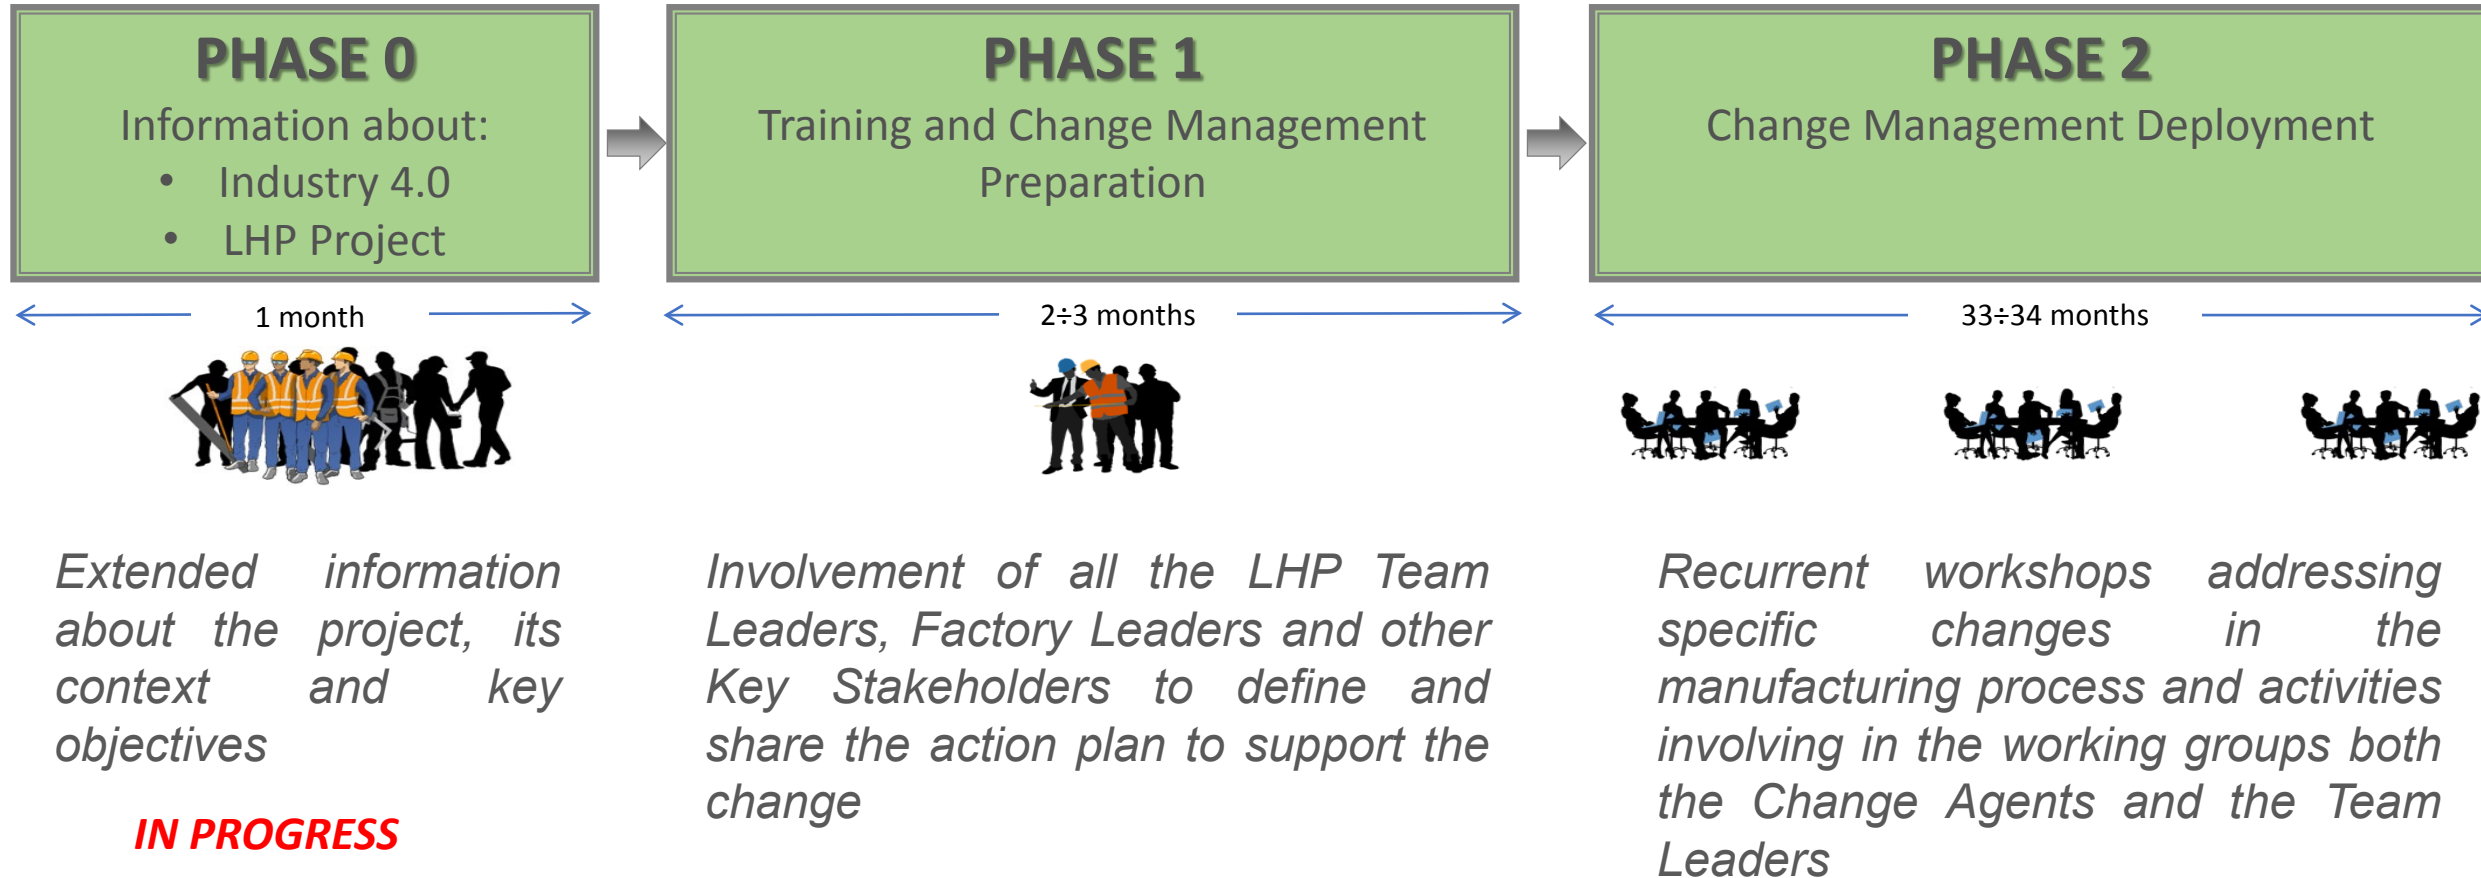 PHASE 0
Information about:
• Industry 4.0
• LHP Project
PHASE 1
Training and Change Management
Preparation
PHASE 2
Change Management Deployment
1 month
2÷3 months
33÷34 months
Extended information
about the project, its
context and key
objectives
IN PROGRESS
Involvement of all the LHP Team
Leaders, Factory Leaders and other
Key Stakeholders to define and
share the action plan to support the
change
Recurrent workshops addressing
specific changes in the
manufacturing process and activities
involving in the working groups both
the Change Agents and the Team
Leaders